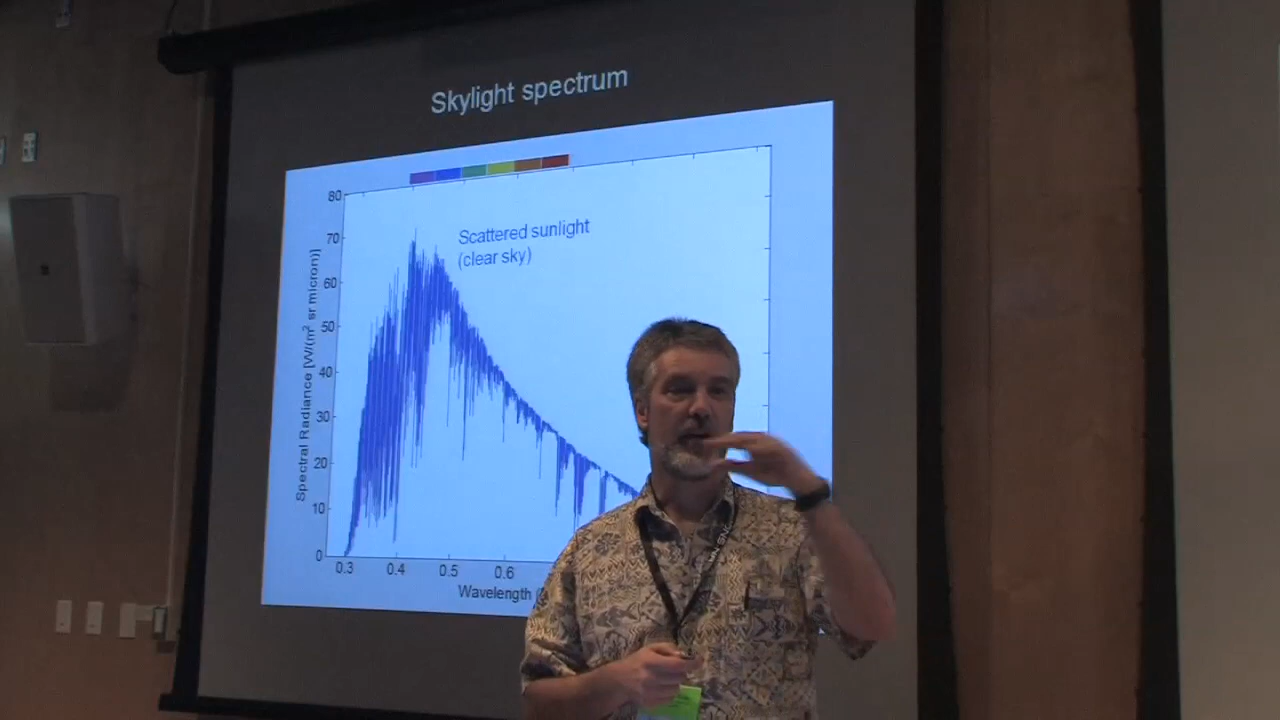 Skylight spectrum
Scattered sunlight
(clear sky)
Spectral Radiance [W/(m² sr micron)]
80
70
60
50
40
30
20
10
0
0.3 0.4 0.5 0.6
Wavelength (